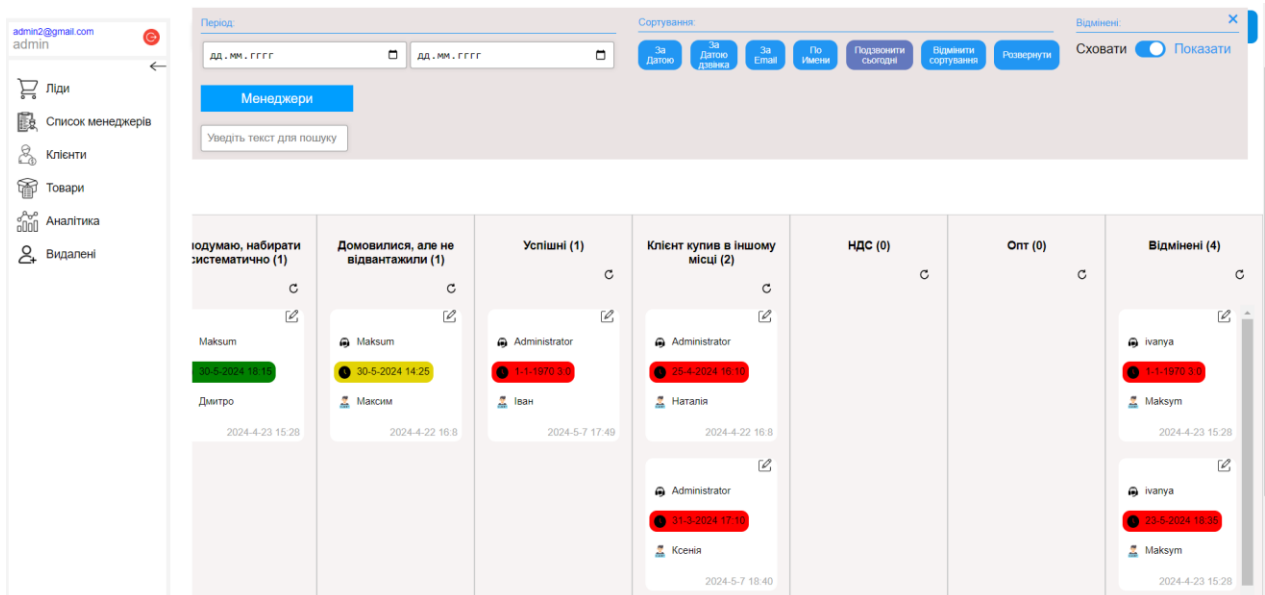 admin2@gmail.com
admin
Ліди
Список менеджерів
Клієнти
Товари
Аналітика
Видалені
Період:
дд.мм.гггг
дд.мм.гггг
Менеджери
Уведіть текст для пошуку
Сортування:
За Датою
За Датою дзвінка
За Email
По Имени
Подзвонити сьогодні
Відмінити сортування
Розвернути
Відмінені:
Сховати
Показати
подумаю, набирати
систематично (1)
Maksum
30-5-2024 18:15
Дмитро
2024-4-23 15:28
Домовилися, але не
відвантажили (1)
Maksum
30-5-2024 14:25
Максим
2024-4-22 16:8
Успішні (1)
Administrator
1-1-1970 3:0
Іван
2024-5-7 17:49
Клієнт купив в іншому
місці (2)
Administrator
25-4-2024 16:10
Наталія
2024-4-22 16:8
Administrator
31-3-2024 17:10
Ксенія
2024-5-7 18:40
НДС (0)
Опт (0)
Відмінені (4)
ivanya
1-1-1970 3:0
Maksym
2024-4-23 15:28
ivanya
23-5-2024 18:35
Maksym
2024-4-23 15:28